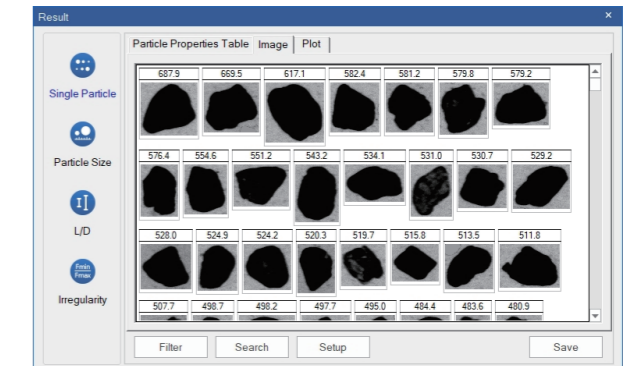 Result ×
Particle Properties Table Image Plot
Single Particle
Particle Size
L/D
Fmin
Fmax
Irregularity
687.9 669.5 617.1 582.4 581.2 579.8 579.2
576.4 554.6 551.2 543.2 534.1 531.0 530.7 529.2
528.0 524.9 524.2 520.3 519.7 515.8 513.5 511.8
507.7 498.7 498.2 497.7 495.0 484.4 483.6 480.9
Filter Search Setup Save